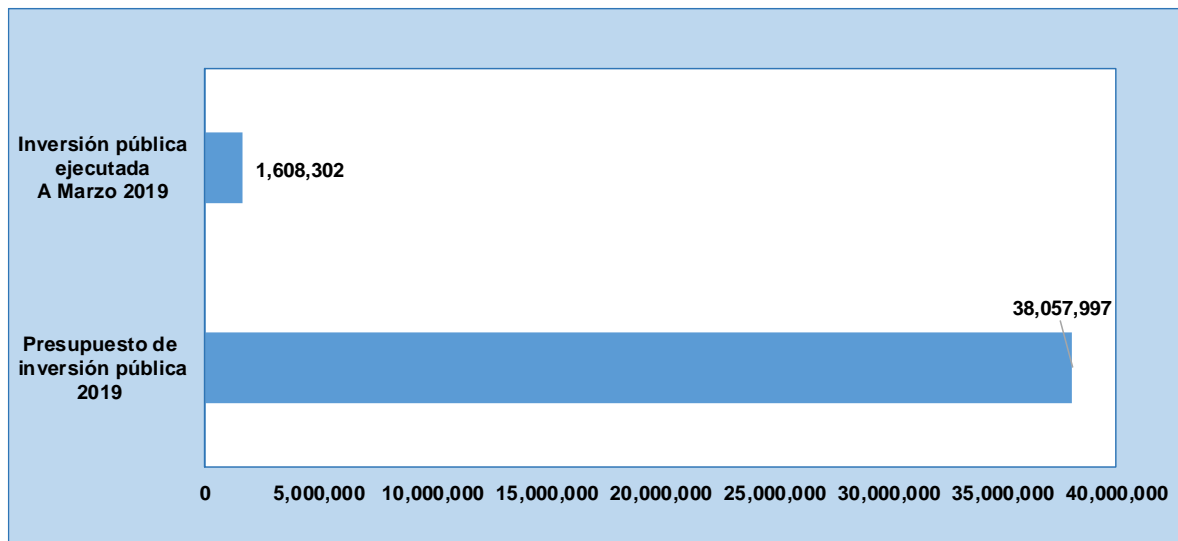 Inversión pública
ejecutada
A Marzo 2019
1,608,302
38,057,997
Presupuesto de
inversión pública
2019
0 5,000,000 10,000,000 15,000,000 20,000,000 25,000,000 30,000,000 35,000,000 40,000,000